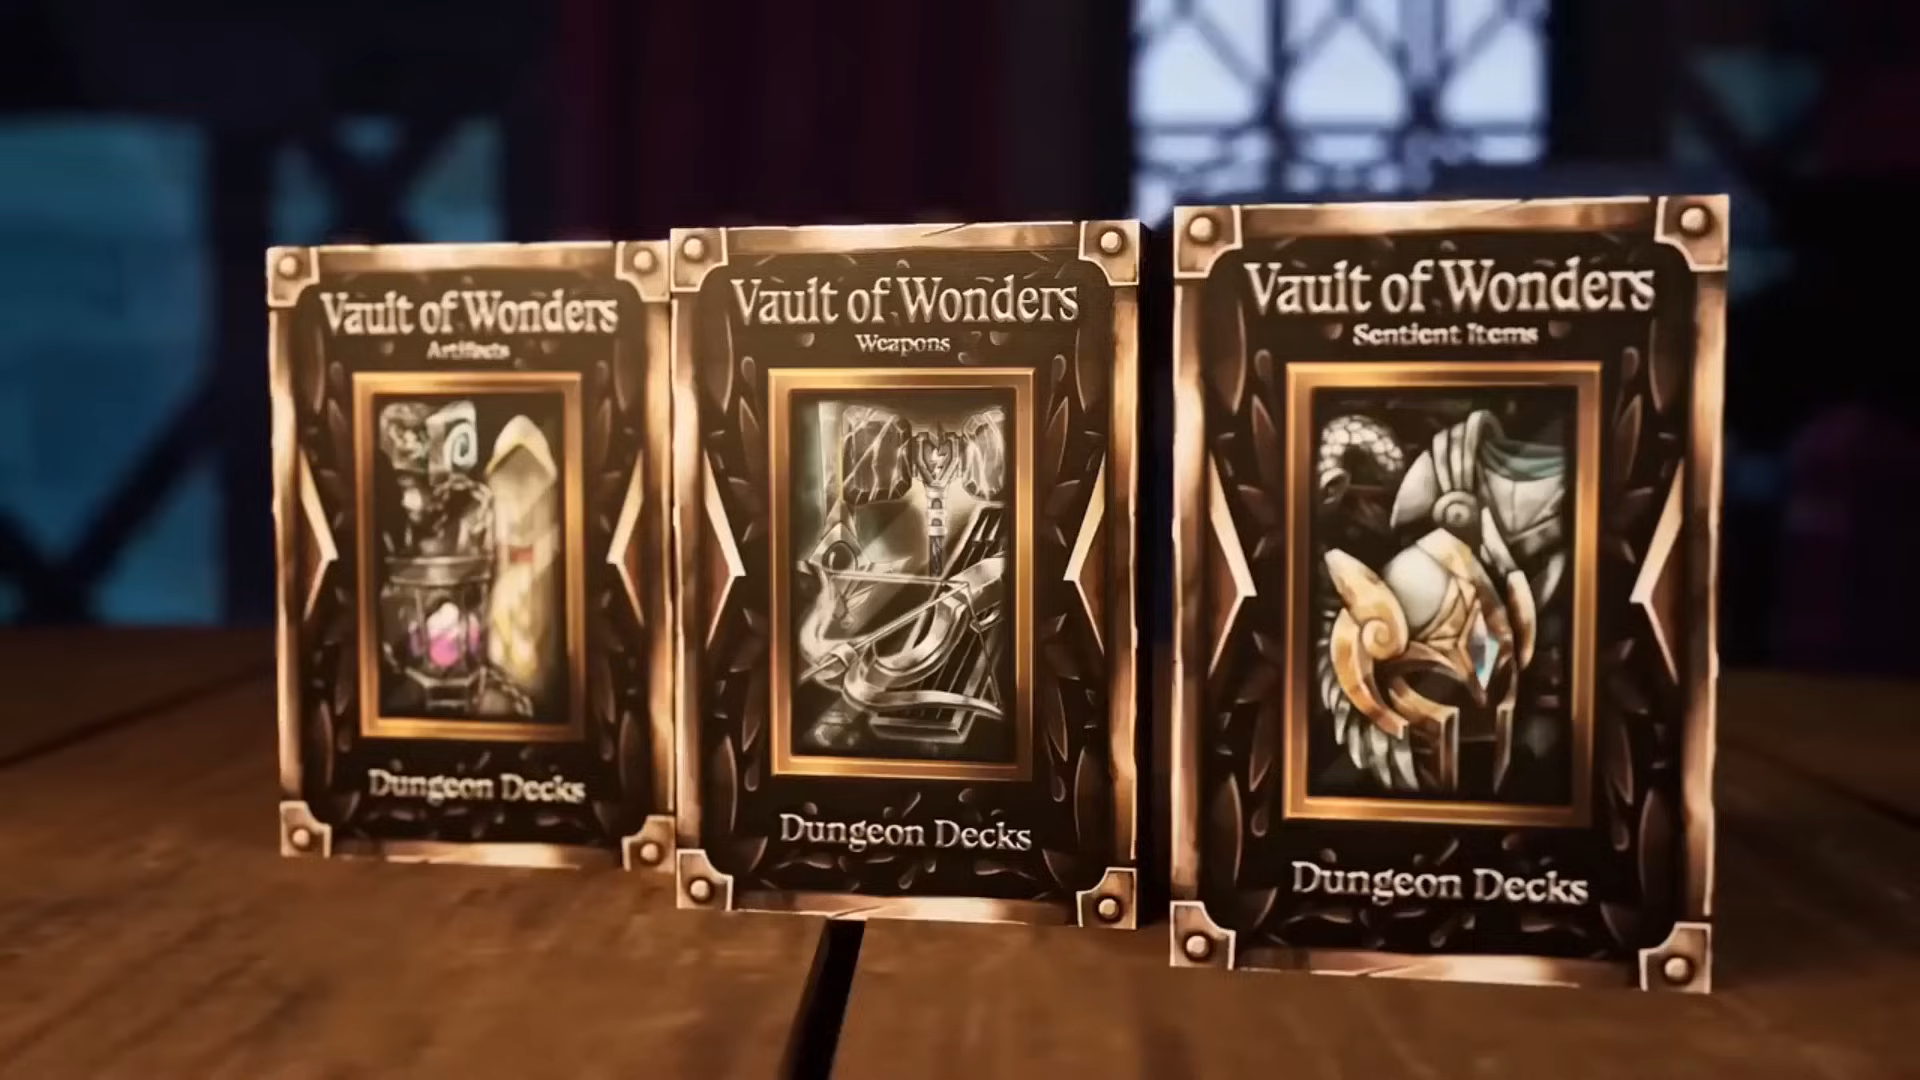 Vault of Wonders
Artifacts
Dungeon Decks
Vault of Wonders
Weapons
Dungeon Decks
Vault of Wonders
Sentient Items
Dungeon Decks